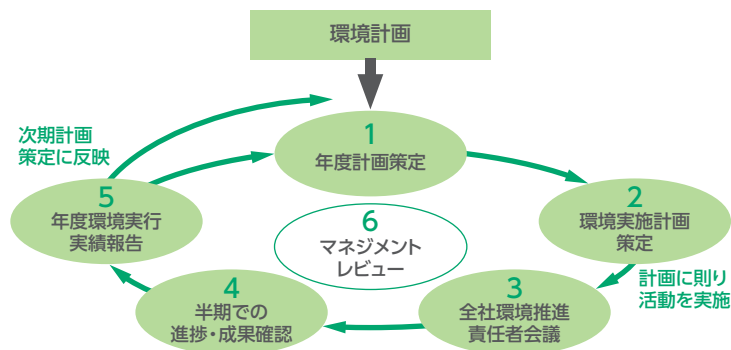 環境計画
1
年度計画策定
2
環境実施計画
策定
計画に則り
活動を実施
3
全社環境推進
責任者会議
4
半期での
進捗・成果確認
5
年度環境実行
実績報告
次期計画
策定に反映
6
マネジメント
レビュー